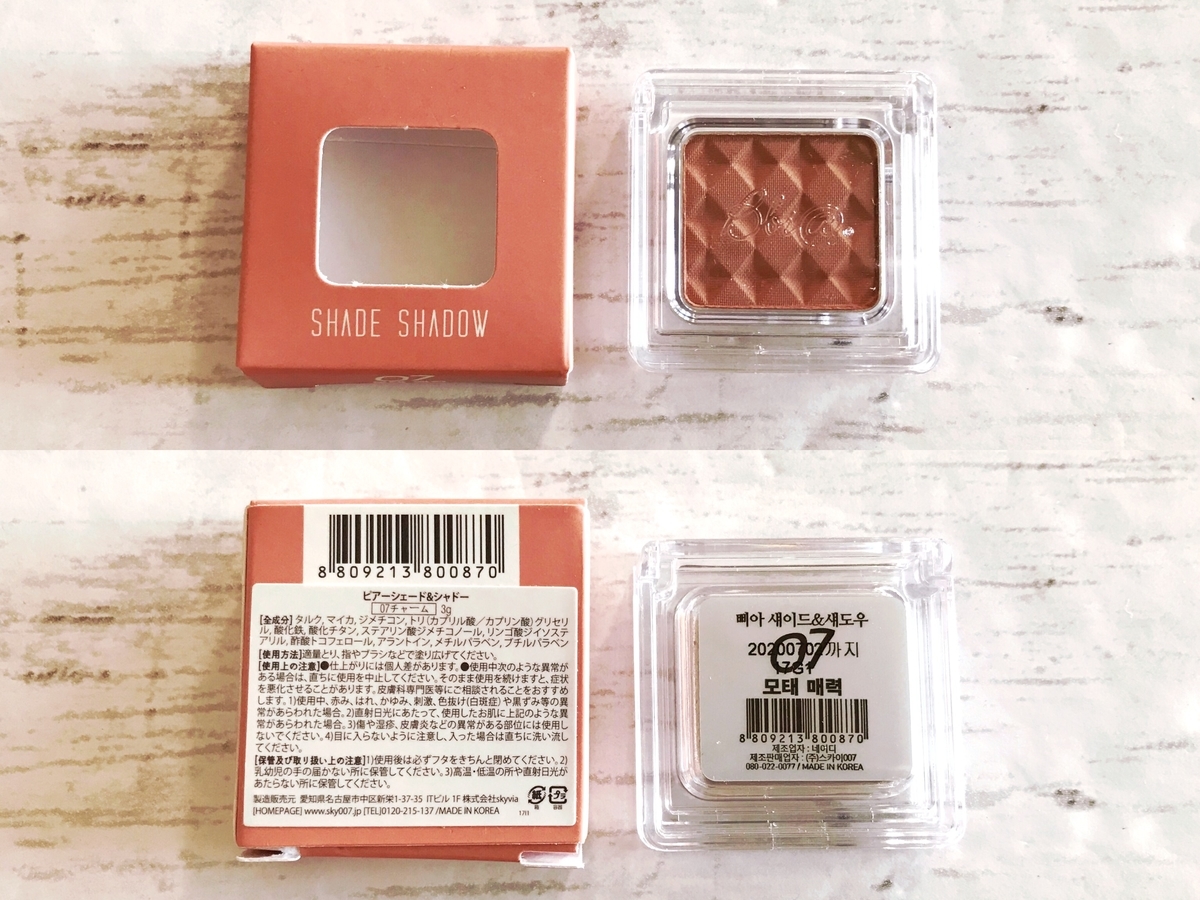 SHADE SHADOW
07
Bbi@
8 809213 800870
ピアーシェード&シャドー
07チャーム 3g
[全成分] タルク, マイカ, ジメチコン, トリ(カプリル酸／カプリン酸)グリセリ
ル, 酸化鉄, 酸化チタン, ステアリン酸ジメチコノール, リンゴ酸ジイソステ
アリル, 酢酸トコフェロール, アラントイン, メチルパラベン, ブチルパラベン
[使用方法]適量とり、指やブラシなどで塗り広げてください。
[使用上の注意]●仕上がりには個人差があります。●使用中次のような異常が
ある場合は、直ちに使用を中止してください。そのまま使用を続けますと、症状
を悪化させることがあります。皮膚科専門医等にご相談されることをおすすめ
します。1)使用中、赤み、はれ、かゆみ、刺激、色抜け(白斑症)や黒ずみ等の異
常があらわれた場合。2)直射日光にあたって、使用したお肌に上記のような異
常があらわれた場合。3)傷や湿疹、皮膚炎などの異常がある部位には使用し
ないでください。4)目に入らないように注意し、入った場合は直ちに洗い流し
てください。
[保管及び取り扱い上の注意]1)使用後は必ずフタをきちんと閉めてください。2)
乳幼児の手の届かない所に保管してください。3)高温・低温の所や直射日光が
あたらない所に保管してください。
製造販売元 愛知県名古屋市中区新栄1-37-35 ITビル 1F 株式会社skyvia
[HOMEPAGE] www.sky007.jp [TEL]0120-215-137 /MADE IN KOREA
1711
삐아 섀이드&섀도우
20200702까지
07
17G1
모태 매력
8 809213 800870
제조업자 : 네이디
제조판매업자 : (주)스카이007
080-022-0077 / MADE IN KOREA